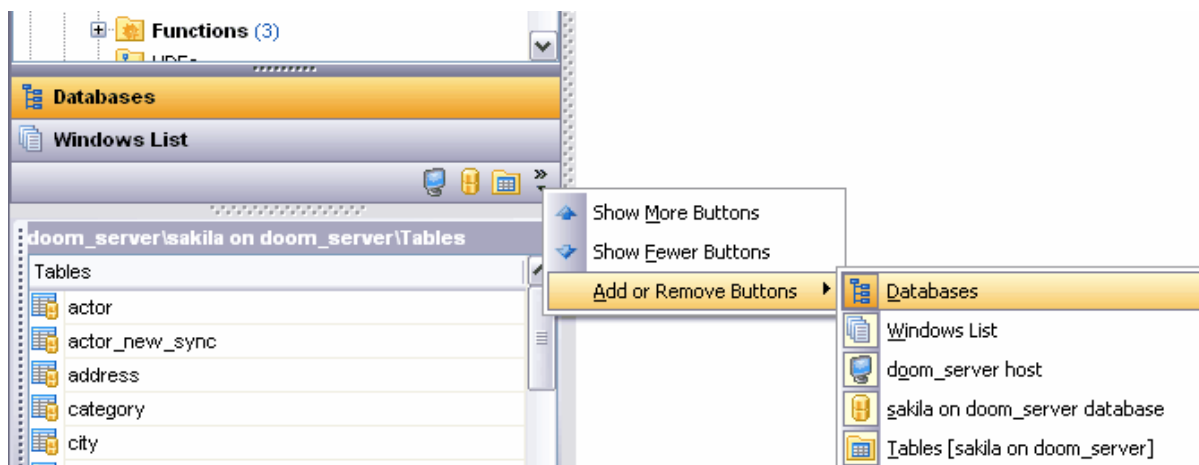 Functions (3)
UDFs
Databases
Windows List
doom_server\sakila on doom_server\Tables
Tables
actor
actor_new_sync
address
category
city
Show More Buttons
Show Fewer Buttons
Add or Remove Buttons
Databases
Windows List
doom_server host
sakila on doom_server database
Tables [sakila on doom_server]